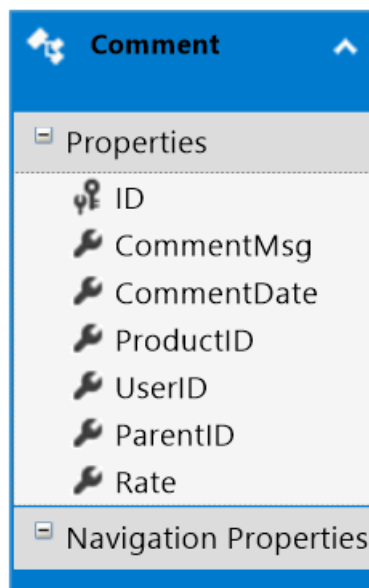 Comment
Properties
ID
CommentMsg
CommentDate
ProductID
UserID
ParentID
Rate
Navigation Properties